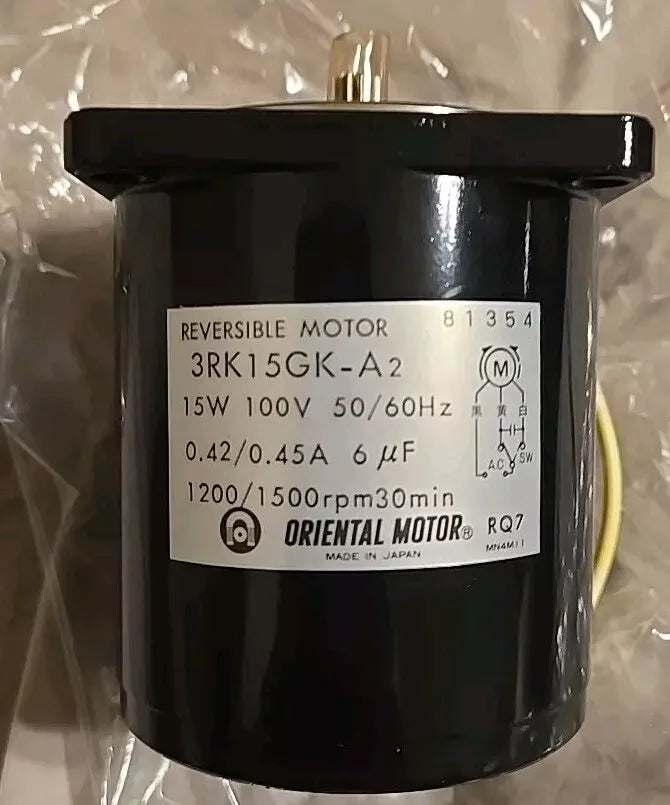 REVERSIBLE MOTOR 81354
3RK15GK-A2
15W 100V 50/60Hz
0.42/0.45A 6 µF
1200/1500rpm30min
M
黒 黄 白
A.C SW
ORIENTAL MOTOR® RQ7
MADE IN JAPAN MN4M11